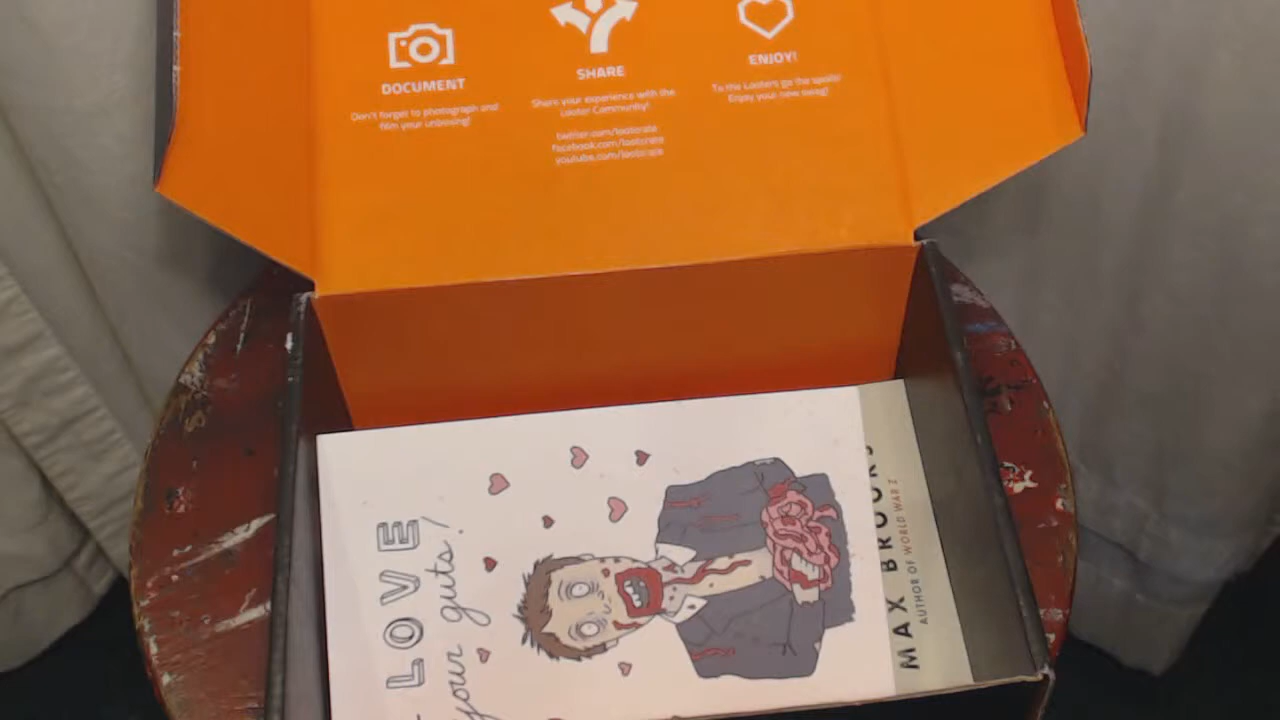 DOCUMENT
Don't forget to photograph and
film your unboxing!
SHARE
Share your experience with the
Looter Community!
twitter.com/lootcrate
facebook.com/lootcrate
youtube.com/lootcrate
ENJOY!
To the Looters go the spoils!
Enjoy your new swag!
LOVE
your guts!
MAX BROOKS
AUTHOR OF WORLD WAR Z